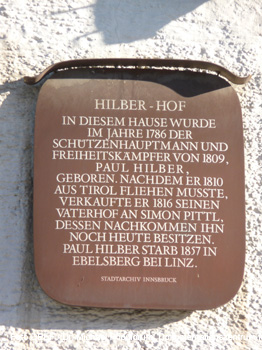 HILBER-HOF
IN DIESEM HAUSE WURDE
IM JAHRE 1786 DER
SCHÜTZENHAUPTMANN UND
FREIHEITSKÄMPFER VON 1809,
PAUL HILBER,
GEBOREN. NACHDEM ER 1810
AUS TIROL FLIEHEN MUSSTE,
VERKAUFTE ER 1816 SEINEN
VATERHOF AN SIMON PITTL,
DESSEN NACHKOMMEN IHN
NOCH HEUTE BESITZEN.
PAUL HILBER STARB 1857 IN
EBELSBERG BEI LINZ.
STADTARCHIV INNSBRUCK